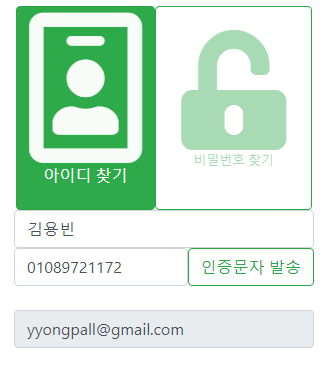 아이디 찾기
비밀번호 찾기
김용빈
01089721172
인증문자 발송
yyongpall@gmail.com